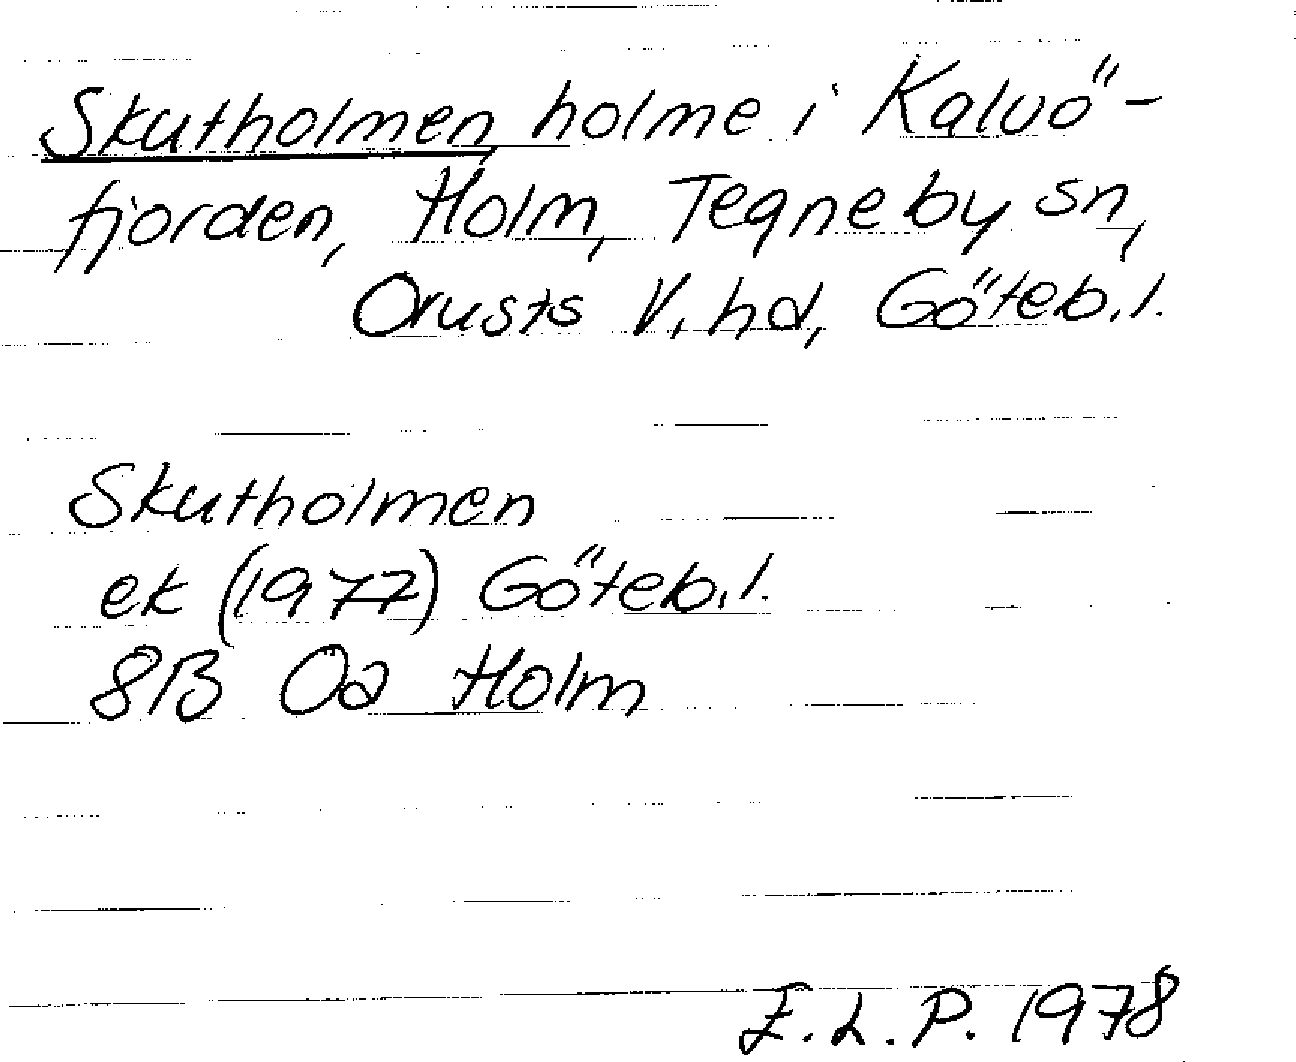 Skutholmen, holme i Kalvö-
fjorden, Holm, Tegneby sn,
Orusts V. hd, Göteb. l.
Skutholmen
ek (1977) Göteb. l.
8B 0a Holm
E. L. P. 1978